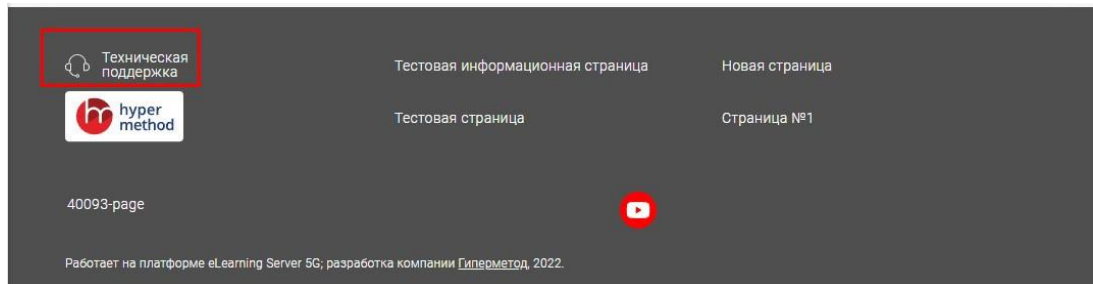 Техническая
поддержка
Тестовая информационная страница
Новая страница
hyper
method
Тестовая страница
Страница №1
40093-page
Работает на платформе eLearning Server 5G; разработка компании Гиперметод, 2022.